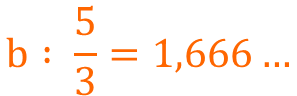 b : 5/3 = 1,666 ...